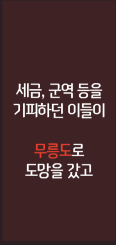 세금, 군역 등을
기피하던 이들이
무릉도로
도망을 갔고